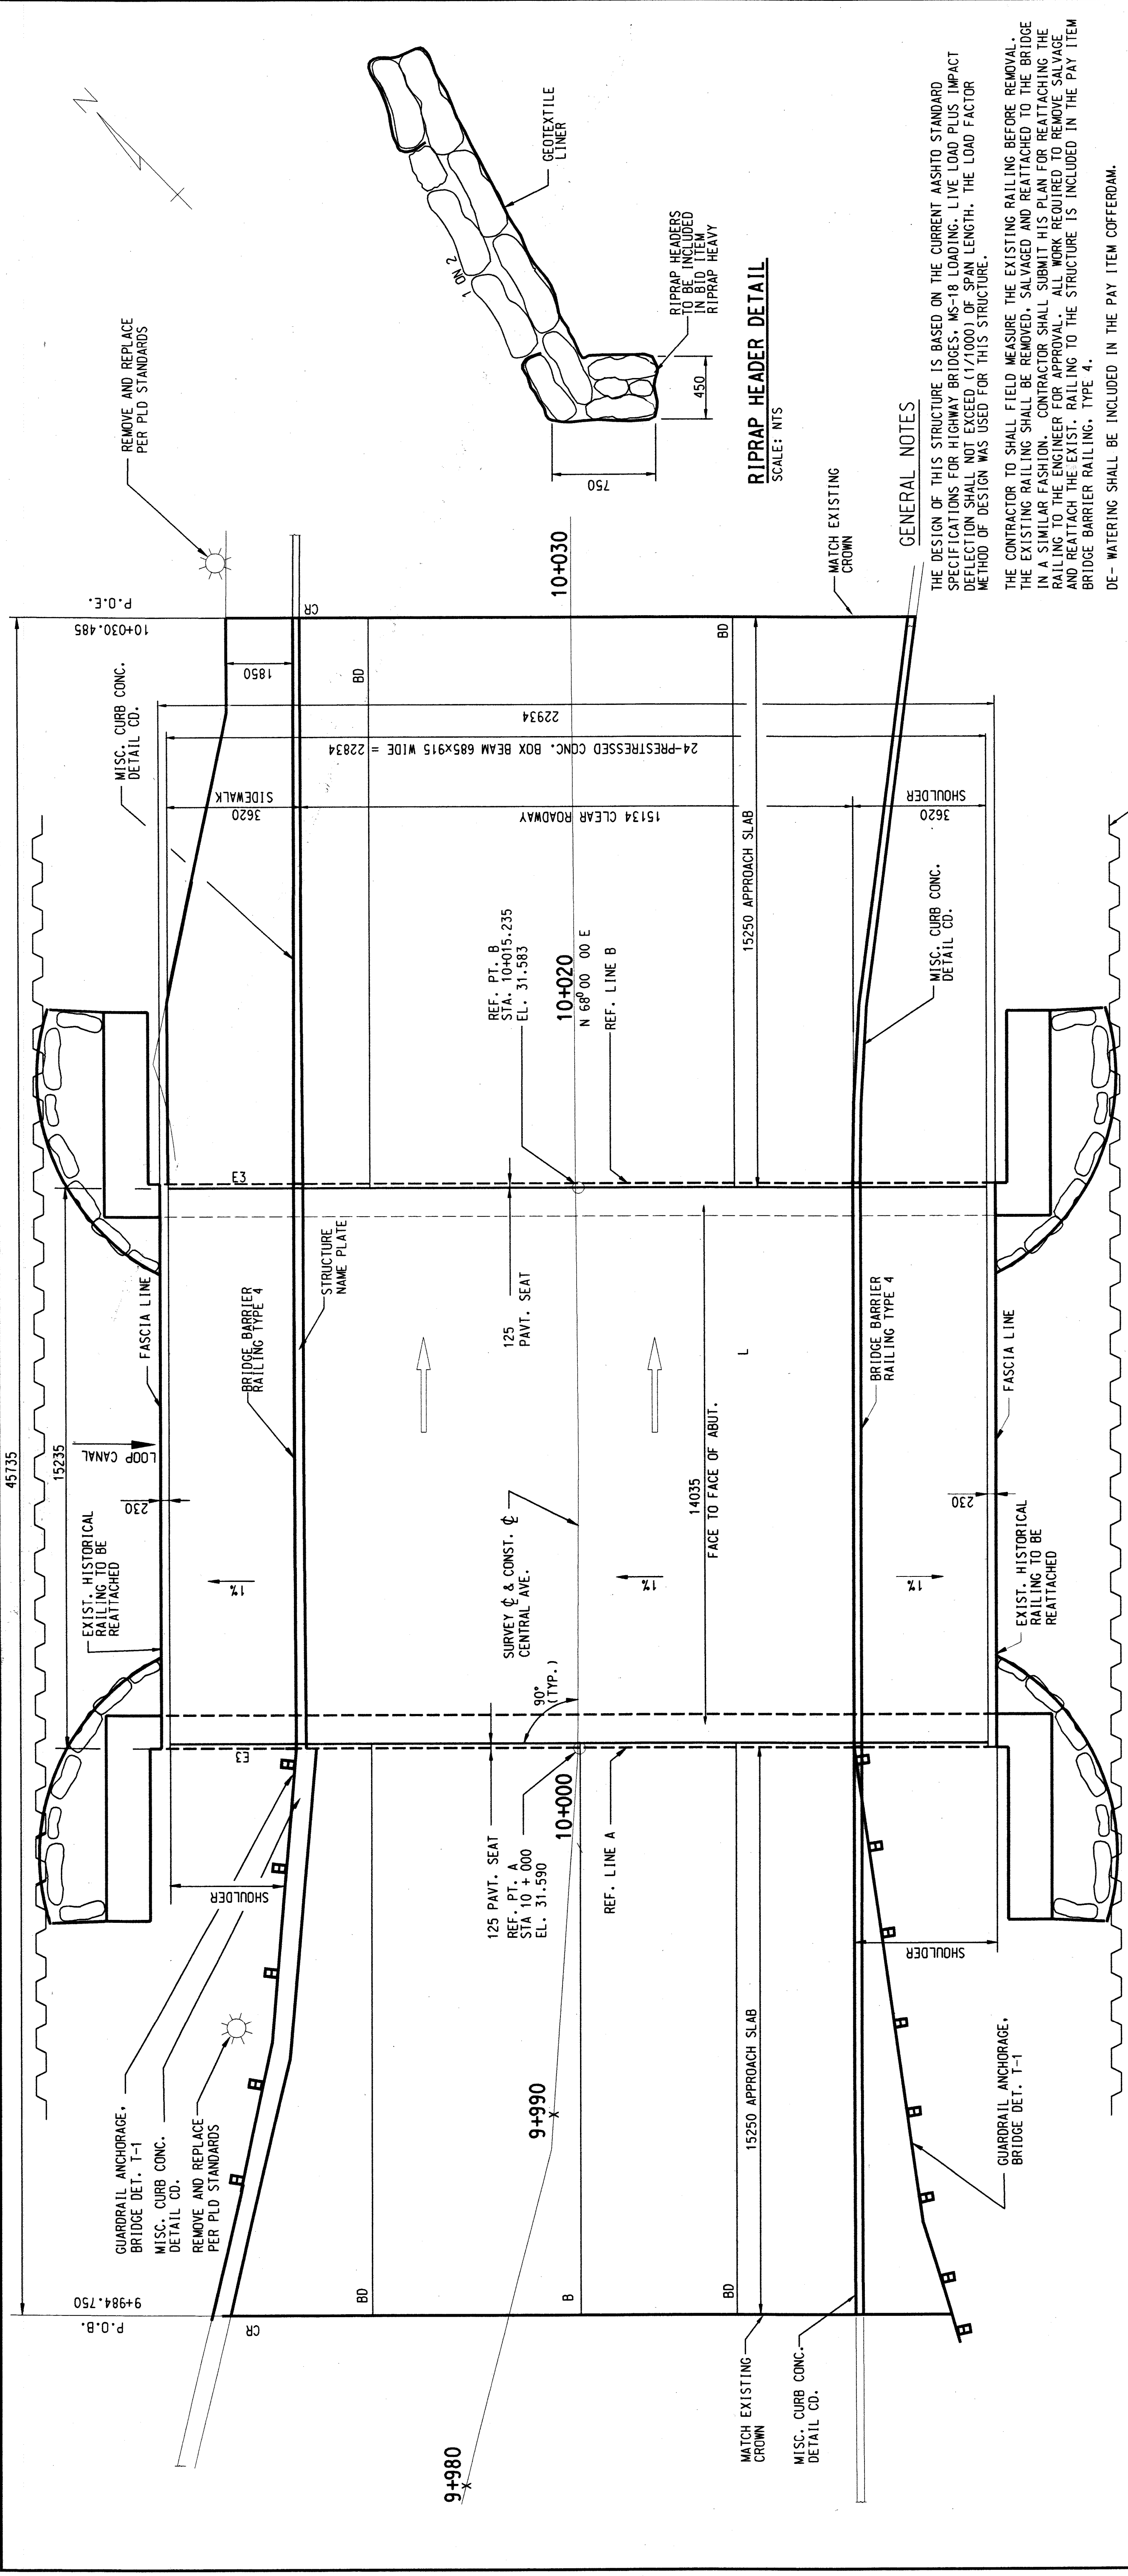 45735
P.O.B.
9+984.750
P.O.E.
10+030.485
15235
LOOP CANAL
230
FASCIA LINE
EXIST. HISTORICAL
RAILING TO BE
REATTACHED
GUARDRAIL ANCHORAGE,
BRIDGE DET. T-1
MISC. CURB CONC.
DETAIL CD.
REMOVE AND REPLACE
PER PLD STANDARDS
CR
SHOULDER
E3
1%
BRIDGE BARRIER
RAILING TYPE 4
STRUCTURE
NAME PLATE
E3
MISC. CURB CONC.
DETAIL CD.
REMOVE AND REPLACE
PER PLD STANDARDS
1850
CR
3620
SIDEWALK
BD
BD
9+980
9+990
B
125 PAVT. SEAT
REF. PT. A
STA 10 + 000
EL. 31.590
10+000
REF. LINE A
90°
(TYP.)
SURVEY ℄ & CONST. ℄
CENTRAL AVE.
125
PAVT. SEAT
REF. PT. B
STA. 10+015.235
EL. 31.583
10+020
N 68° 00 00 E
REF. LINE B
10+030
22934
24-PRESTRESSED CONC. BOX BEAM 685x915 WIDE = 22834
15134 CLEAR ROADWAY
1%
14035
FACE TO FACE OF ABUT.
L
BD
15250 APPROACH SLAB
15250 APPROACH SLAB
BD
MATCH EXISTING
CROWN
MISC. CURB CONC.
DETAIL CD.
SHOULDER
GUARDRAIL ANCHORAGE,
BRIDGE DET. T-1
1%
BRIDGE BARRIER
RAILING TYPE 4
EXIST. HISTORICAL
RAILING TO BE
REATTACHED
230
FASCIA LINE
MISC. CURB CONC.
DETAIL CD.
3620
SHOULDER
MATCH EXISTING
CROWN
N
1 ON 2
GEOTEXTILE
LINER
RIPRAP HEADERS
TO BE INCLUDED
IN BID ITEM
RIPRAP HEAVY
450
750
RIPRAP HEADER DETAIL
SCALE: NTS
GENERAL NOTES
THE DESIGN OF THIS STRUCTURE IS BASED ON THE CURRENT AASHTO STANDARD
SPECIFICATIONS FOR HIGHWAY BRIDGES. MS-18 LOADING. LIVE LOAD PLUS IMPACT
DEFLECTION SHALL NOT EXCEED (1/1000) OF SPAN LENGTH. THE LOAD FACTOR
METHOD OF DESIGN WAS USED FOR THIS STRUCTURE.
THE CONTRACTOR TO SHALL FIELD MEASURE THE EXISTING RAILING BEFORE REMOVAL.
THE EXISTING RAILING SHALL BE REMOVED, SALVAGED AND REATTACHED TO THE BRIDGE
IN A SIMILAR FASHION. CONTRACTOR SHALL SUBMIT HIS PLAN FOR REATTACHING THE
RAILING TO THE ENGINEER FOR APPROVAL. ALL WORK REQUIRED TO REMOVE SALVAGE
AND REATTACH THE EXIST. RAILING TO THE STRUCTURE IS INCLUDED IN THE PAY ITEM
BRIDGE BARRIER RAILING, TYPE 4.
DE- WATERING SHALL BE INCLUDED IN THE PAY ITEM COFFERDAM.